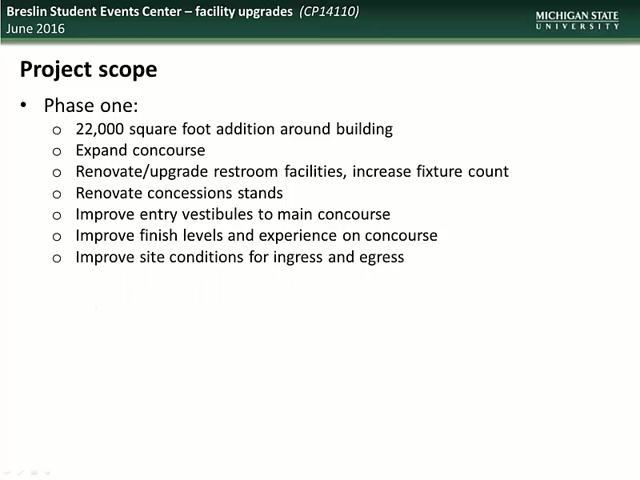 Breslin Student Events Center – facility upgrades (CP14110)
June 2016
MICHIGAN STATE
UNIVERSITY
Project scope
• Phase one:
o 22,000 square foot addition around building
o Expand concourse
o Renovate/upgrade restroom facilities, increase fixture count
o Renovate concessions stands
o Improve entry vestibules to main concourse
o Improve finish levels and experience on concourse
o Improve site conditions for ingress and egress